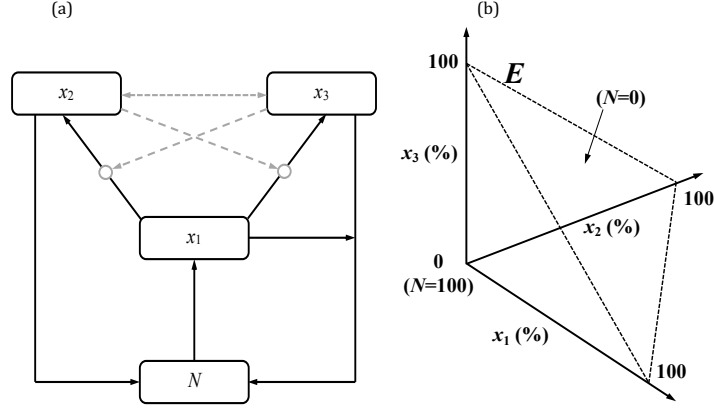 (a)
x2
x3
x1
N
(b)
100
E
(N=0)
x3 (%)
100
x2 (%)
0
(N=100)
x1 (%)
100